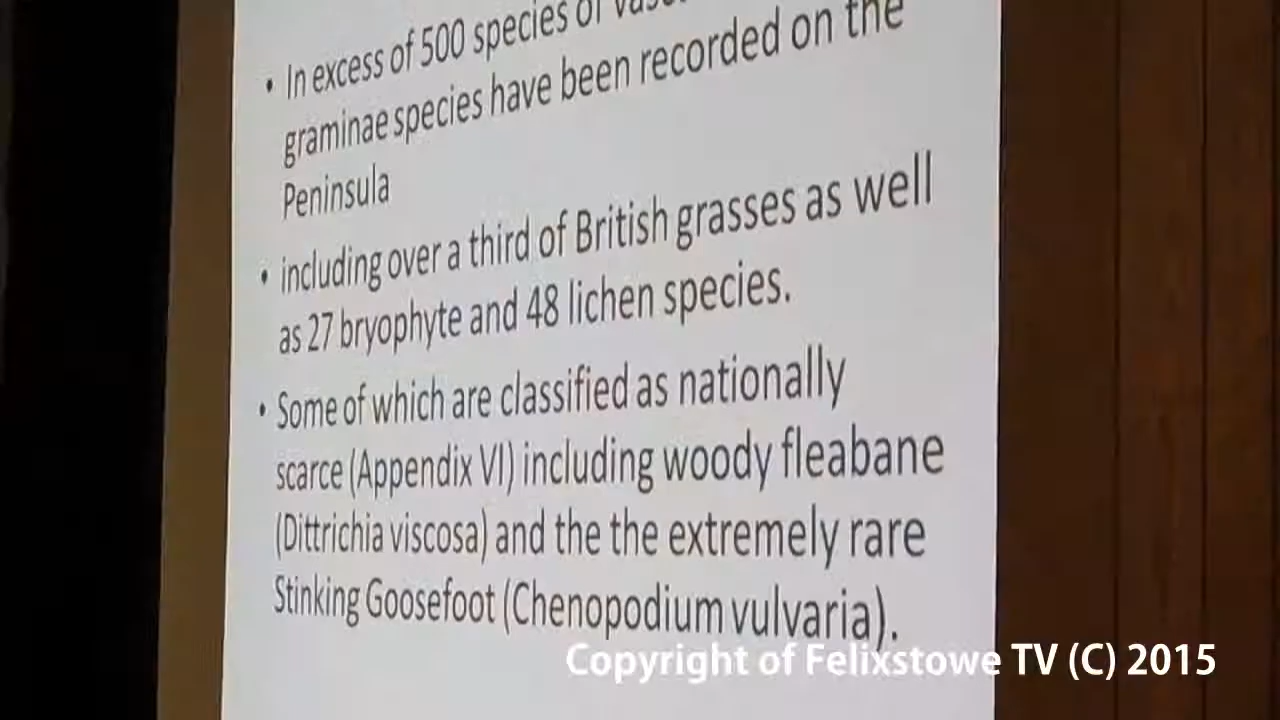 • In excess of 500 species of
graminae species have been recorded on the
Peninsula
• including over a third of British grasses as well
as 27 bryophyte and 48 lichen species.
• Some of which are classified as nationally
scarce (Appendix VI) including woody fleabane
(Dittrichia viscosa) and the the extremely rare
Stinking Goosefoot (Chenopodium vulvaria).
Copyright of Felixstowe TV (C) 2015